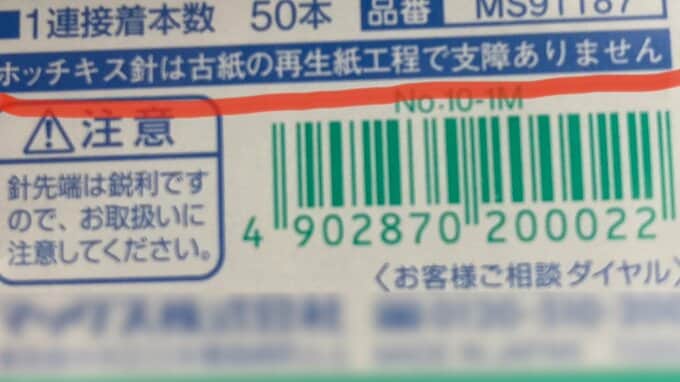 ■1連接着本数 50本 品番 MS91187
ホッチキス針は古紙の再生紙工程で支障ありません
No.10-1M
⚠注意
針先端は鋭利です
ので、お取扱いに
注意してください。
4 902870 200022
〈お客様ご相談ダイヤル〉